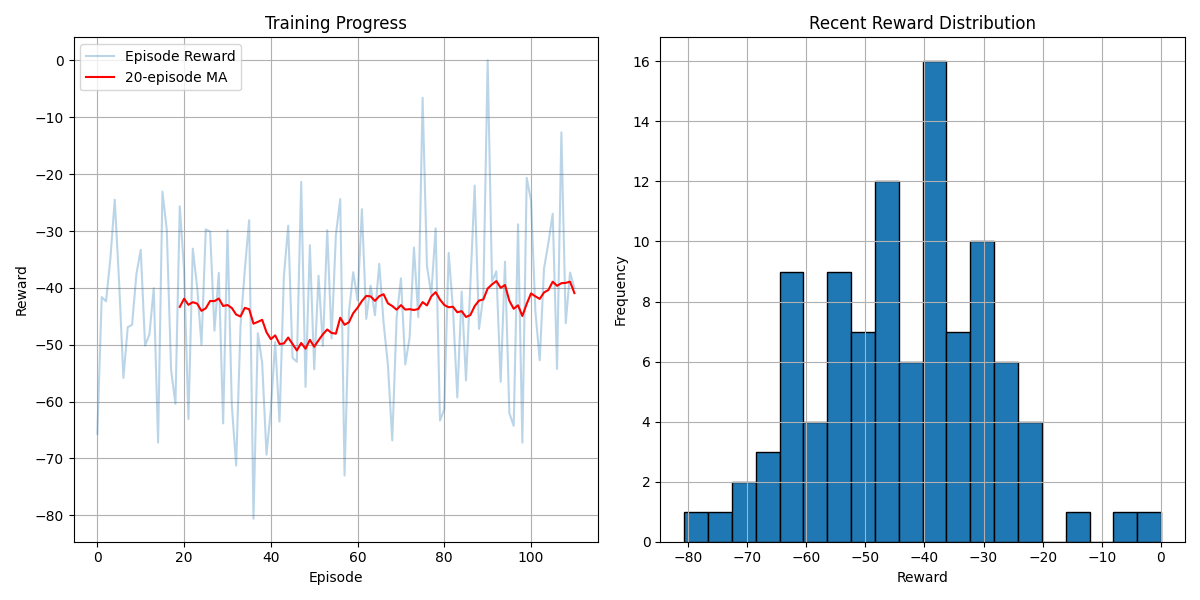 Training Progress
Episode Reward
20-episode MA
0
−10
−20
−30
−40
−50
−60
−70
−80
Reward
0 20 40 60 80 100
Episode
Recent Reward Distribution
16
14
12
10
8
6
4
2
0
Frequency
−80 −70 −60 −50 −40 −30 −20 −10 0
Reward